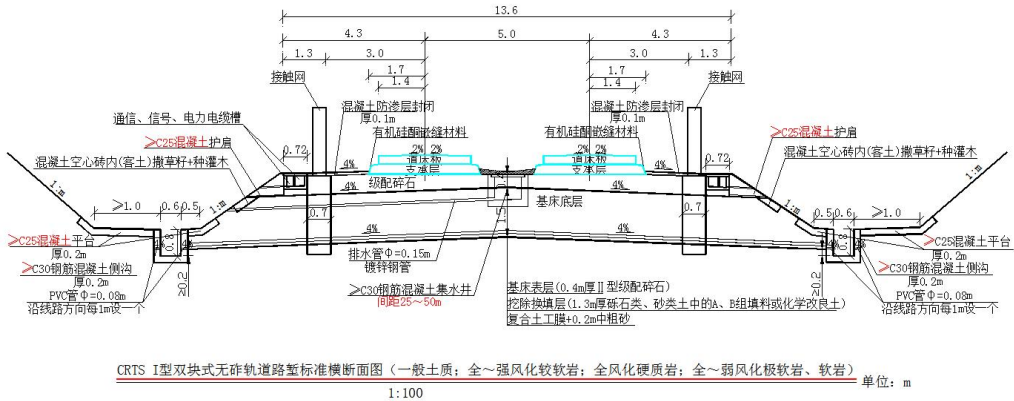 13.6
4.3 5.0 4.3
1.3 3.0 3.0 1.3
1.7 1.7
1.4 1.4
接触网 接触网
混凝土防渗层封闭 混凝土防渗层封闭
厚0.1m 厚0.1m
通信、信号、电力电缆槽
有机硅酮嵌缝材料 有机硅酮嵌缝材料
≥C25混凝土护肩 ≥C25混凝土护肩
混凝土空心砖内(客土)撒草籽+种灌木 混凝土空心砖内(客土)撒草籽+种灌木
0.72 0.72
2% 2% 2% 2%
道床板 道床板
支承层 支承层
4% 4%
级配碎石
4% 4%
1:m 1:m 1:m 1:m
基床底层
≥1.0 0.6 0.5 0.5 0.6 ≥1.0
0.7 0.7
0.8 0.8
4% 4%
≥C25混凝土平台 ≥C25混凝土平台
厚0.2m 厚0.2m
排水管Φ=0.15m
镀锌钢管
≥C30钢筋混凝土侧沟 ≥C30钢筋混凝土侧沟
厚0.2m 厚0.2m
≥0.2 ≥0.2
PVC管Φ=0.08m PVC管Φ=0.08m
沿线路方向每1m设一个 沿线路方向每1m设一个
≥C30钢筋混凝土集水井
间距25~50m
基床表层(0.4m厚Ⅱ型级配碎石)
挖除换填层(1.3m厚砾石类、砂类土中的A、B组填料或化学改良土)
复合土工膜+0.2m中粗砂
CRTS I型双块式无砟轨道路堑标准横断面图(一般土质;全~强风化较软岩;全风化硬质岩;全~弱风化极软岩、软岩)
单位:m
1:100